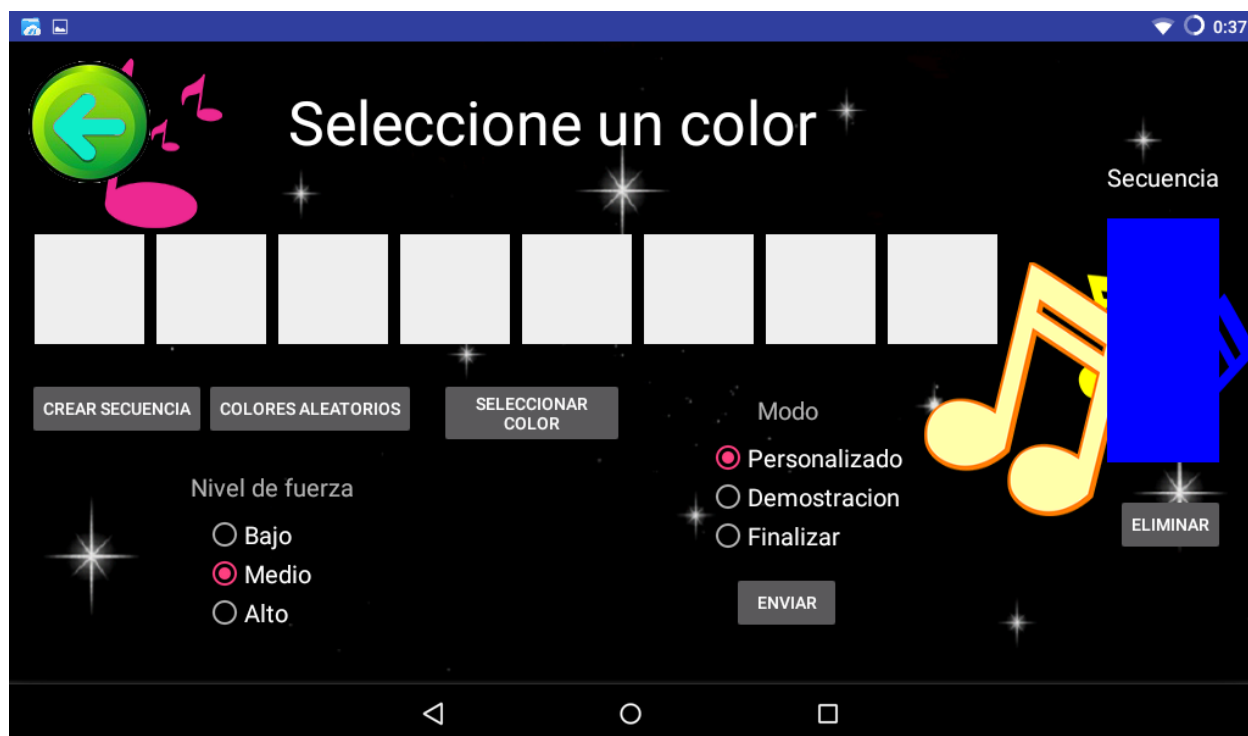 0:37
Seleccione un color
Secuencia
CREAR SECUENCIA
COLORES ALEATORIOS
SELECCIONAR
COLOR
Modo
Personalizado
Demostracion
Finalizar
Nivel de fuerza
Bajo
Medio
Alto
ENVIAR
ELIMINAR